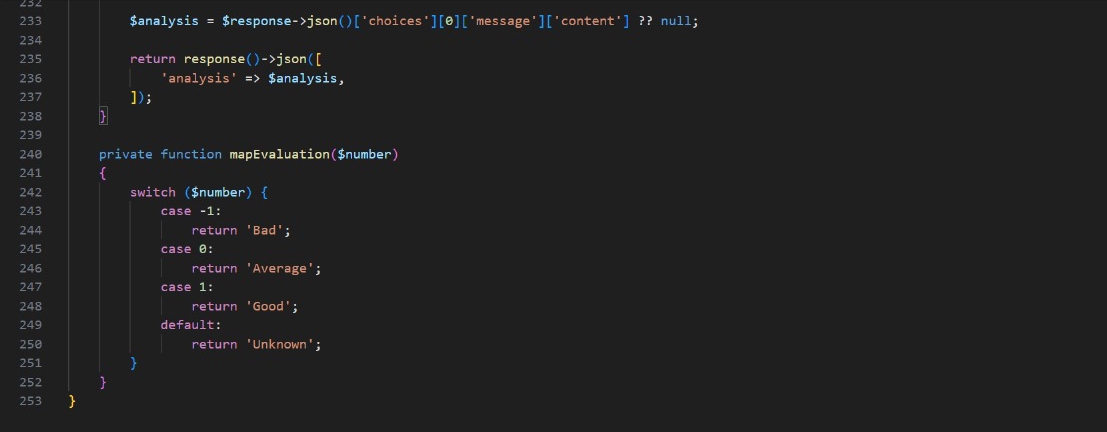 232
233 $analysis = $response->json()['choices'][0]['message']['content'] ?? null;
234
235 return response()->json([
236 'analysis' => $analysis,
237 ]);
238 }
239
240 private function mapEvaluation($number)
241 {
242 switch ($number) {
243 case -1:
244 return 'Bad';
245 case 0:
246 return 'Average';
247 case 1:
248 return 'Good';
249 default:
250 return 'Unknown';
251 }
252 }
253 }